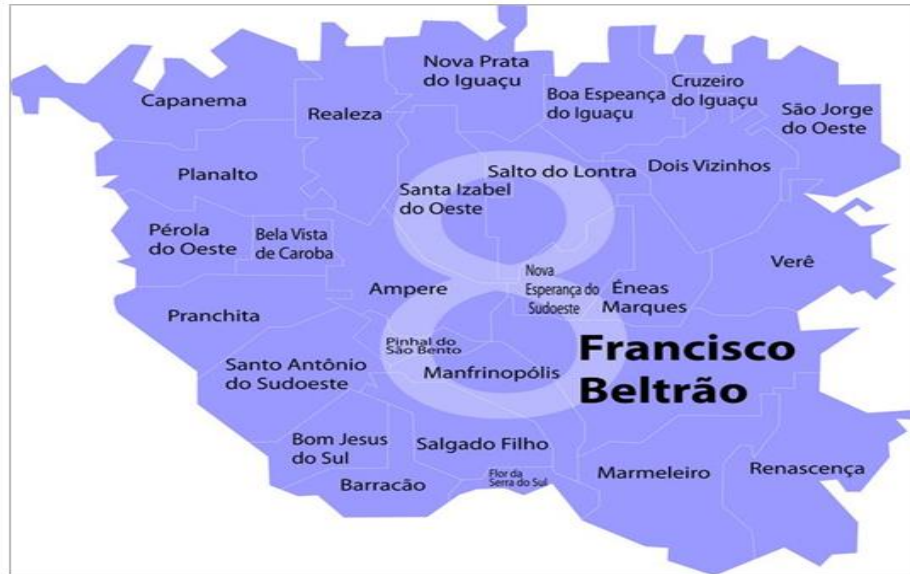 Nova Prata
do Iguaçu
Capanema
Realeza
Boa Espeança
do Iguaçu
Cruzeiro
do Iguaçu
São Jorge
do Oeste
Planalto
Santa Izabel
do Oeste
Salto do Lontra
Dois Vizinhos
Pérola
do Oeste
Bela Vista
de Caroba
Ampere
Nova
Esperança do
Sudoeste
Éneas
Marques
Verê
Pranchita
Pinhal do
São Bento
Santo Antônio
do Sudoeste
Manfrinopólis
Francisco
Beltrão
8
Bom Jesus
do Sul
Salgado Filho
Barracão
Flor da
Serra do Sul
Marmeleiro
Renascença